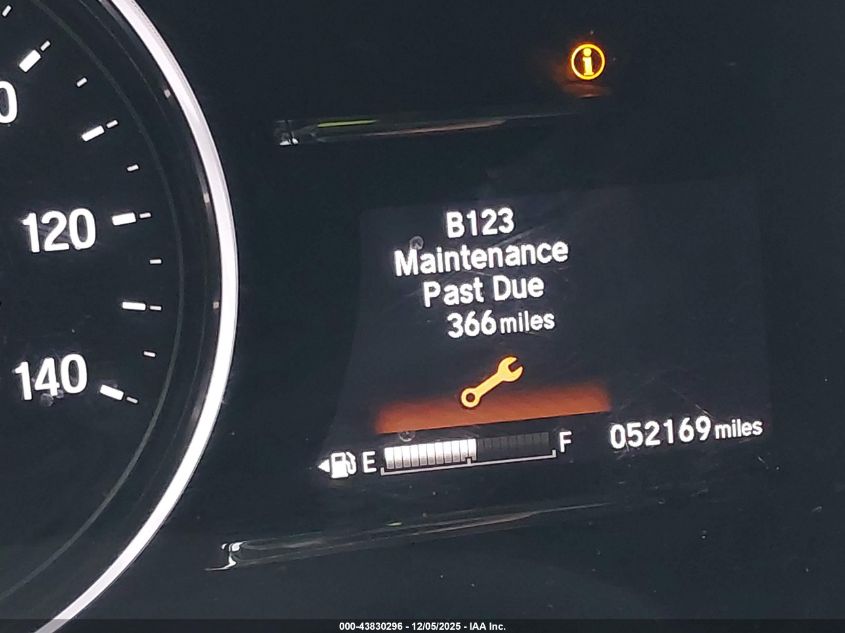 0
120
140
i
B123
Maintenance
Past Due
366 miles
E F
052169 miles
000-43830296 - 12/05/2025 - IAA Inc.